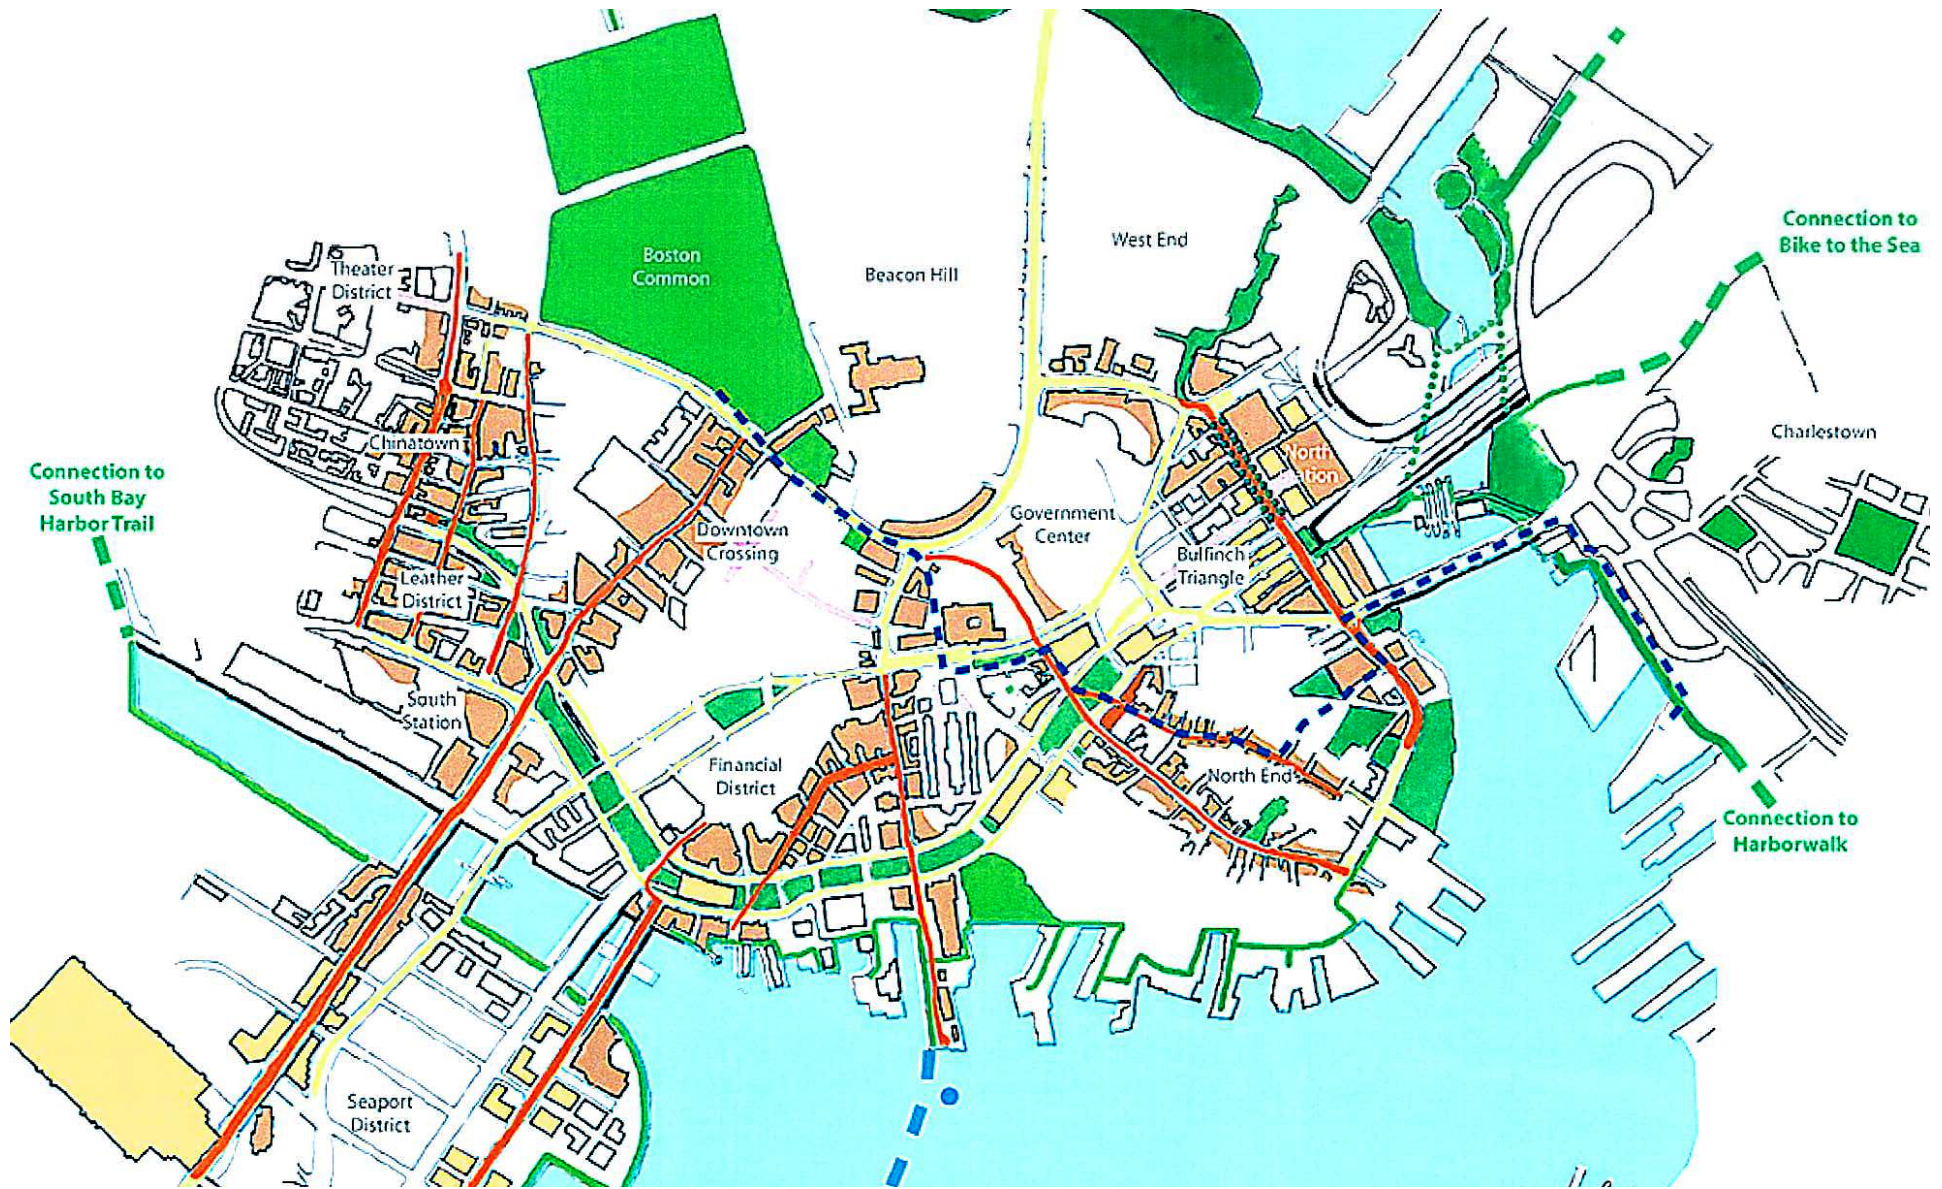 Theater
District
Boston
Common
Beacon Hill
West End
Connection to
Bike to the Sea
Chinatown
North
Charlestown
Connection to
South Bay
Harbor Trail
Downtown
Crossing
Government
Center
Bulfinch
Triangle
Leather
District
South
Station
Financial
District
North End
Connection to
Harborwalk
Seaport
District